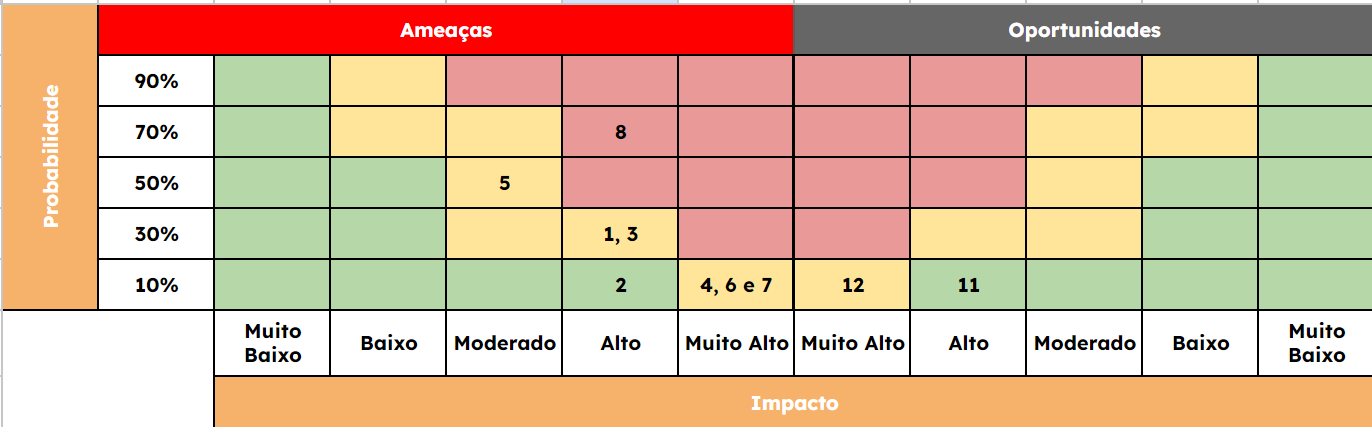 Ameaças
Oportunidades
Probabilidade
90%
70%
8
50%
5
30%
1, 3
10%
2
4, 6 e 7
12
11
Muito
Baixo
Baixo
Moderado
Alto
Muito Alto
Muito Alto
Alto
Moderado
Baixo
Muito
Baixo
Impacto